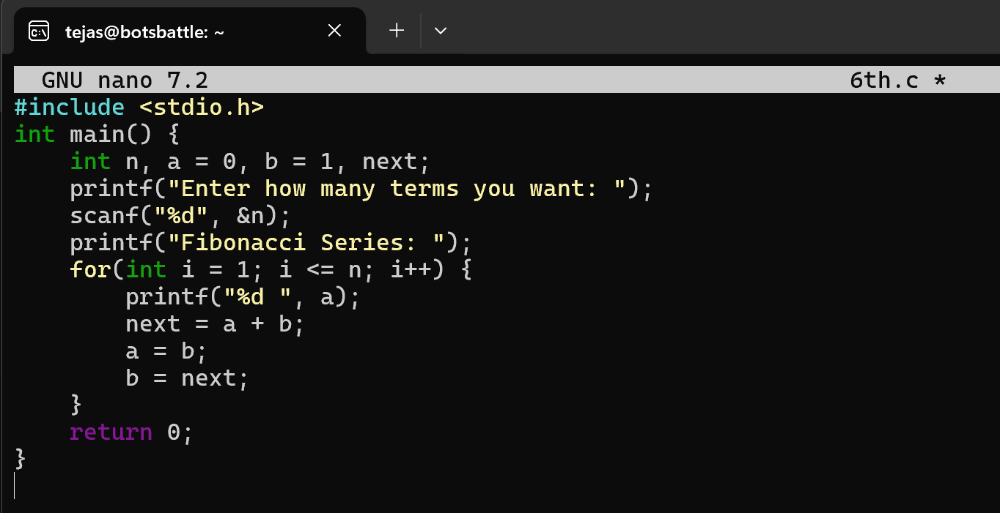 tejas@botsbattle: ~
GNU nano 7.2 6th.c *
#include <stdio.h>
int main() {
    int n, a = 0, b = 1, next;
    printf("Enter how many terms you want: ");
    scanf("%d", &n);
    printf("Fibonacci Series: ");
    for(int i = 1; i <= n; i++) {
        printf("%d ", a);
        next = a + b;
        a = b;
        b = next;
    }
    return 0;
}